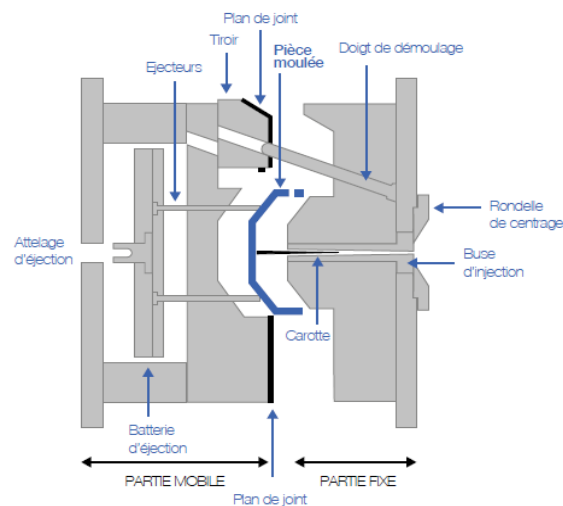 Plan de joint
Tiroir
Pièce
moulée
Doigt de démoulage
Ejecteurs
Rondelle
de centrage
Attelage
d'éjection
Buse
d'injection
Carotte
Batterie
d'éjection
PARTIE MOBILE
PARTIE FIXE
Plan de joint